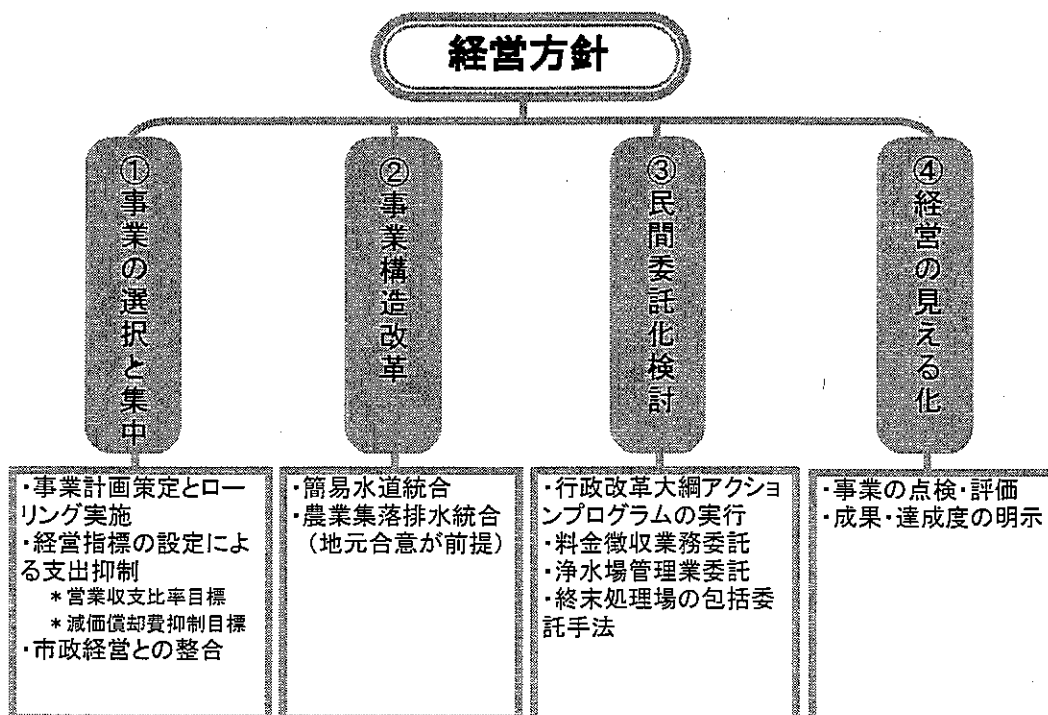 経営方針
①事業の選択と集中
・事業計画策定とロー
リング実施
・経営指標の設定によ
る支出抑制
＊営業収支比率目標
＊減価償却費抑制目標
・市政経営との整合
②事業構造改革
・簡易水道統合
・農業集落排水統合
（地元合意が前提）
③民間委託化検討
・行政改革大綱アクショ
ンプログラムの実行
・料金徴収業務委託
・浄水場管理業委託
・終末処理場の包括委
託手法
④経営の見える化
・事業の点検・評価
・成果・達成度の明示